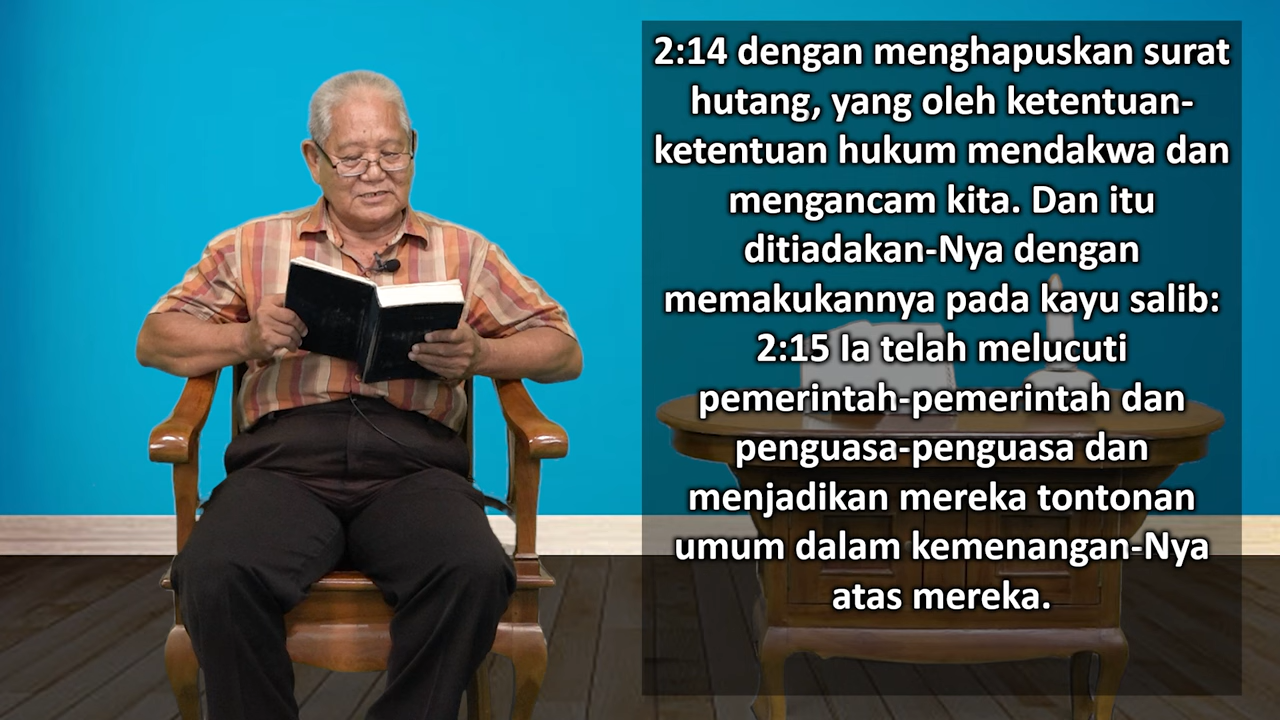 2:14 dengan menghapuskan surat
hutang, yang oleh ketentuan-
ketentuan hukum mendakwa dan
mengancam kita. Dan itu
ditiadakan-Nya dengan
memakukannya pada kayu salib:
2:15 Ia telah melucuti
pemerintah-pemerintah dan
penguasa-penguasa dan
menjadikan mereka tontonan
umum dalam kemenangan-Nya
atas mereka.